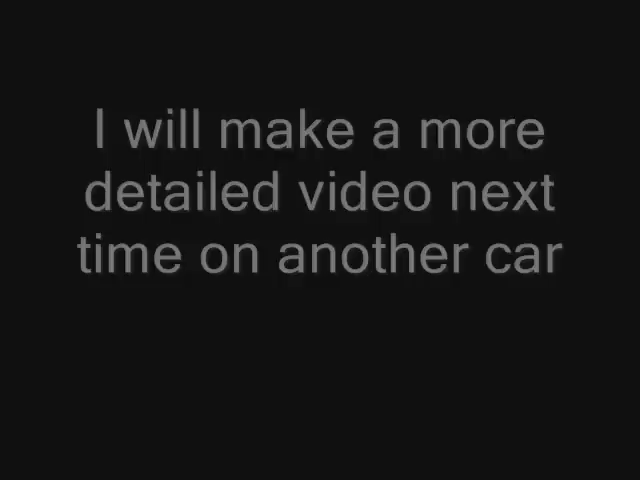 I will make a more
detailed video next
time on another car